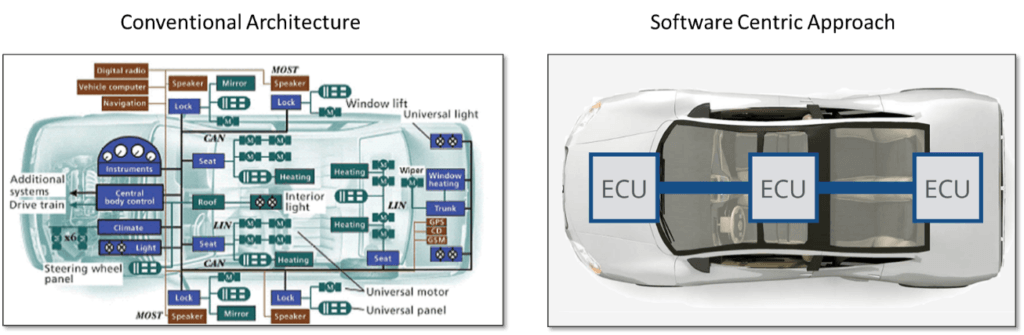 Conventional Architecture
Software Centric Approach
Digital radio
Vehicle computer
Navigation
Speaker
Mirror
MOST
Speaker
Lock
Lock
Window lift
Universal light
CAN
M
M
M
M
M
M
M
M
Instruments
Seat
Heating
Heating
M
M
Wiper
M
Window
heating
Additional
systems
Drive train
Central
body control
Roof
Interior
light
LIN
Trunk
Climate
LIN
M
M
M
M
Heating
M
M
GPS
CD
GSM
x6
Light
Seat
Heating
Seat
Steering wheel
panel
CAN
M
M
Lock
Lock
Universal motor
Universal panel
MOST
Speaker
Mirror
Speaker
ECU
ECU
ECU